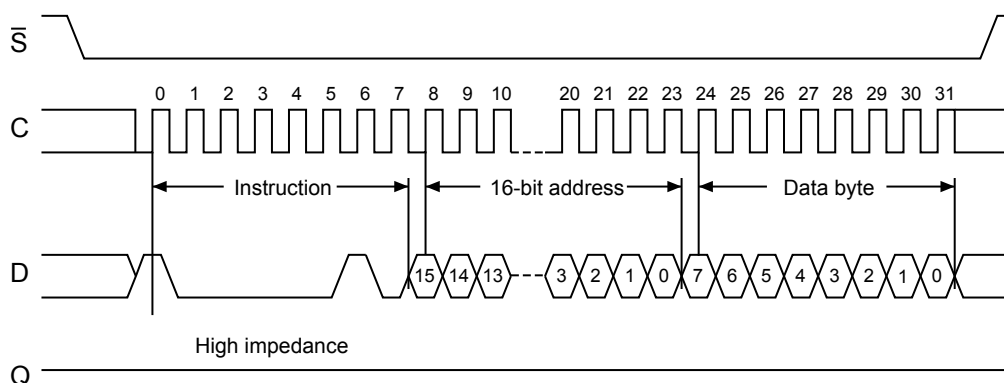 S̅
0 1 2 3 4 5 6 7 8 9 10 20 21 22 23 24 25 26 27 28 29 30 31
C
Instruction 16-bit address Data byte
D 15 14 13 3 2 1 0 7 6 5 4 3 2 1 0
High impedance
Q